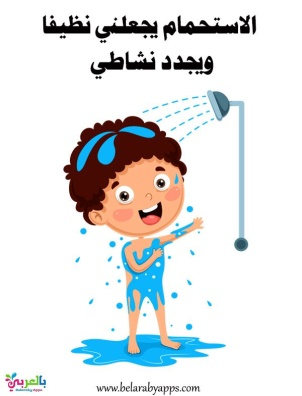 الاستحمام يجعلني نظيفا
ويجدد نشاطي
بالعربي
www.belarabyapps.com